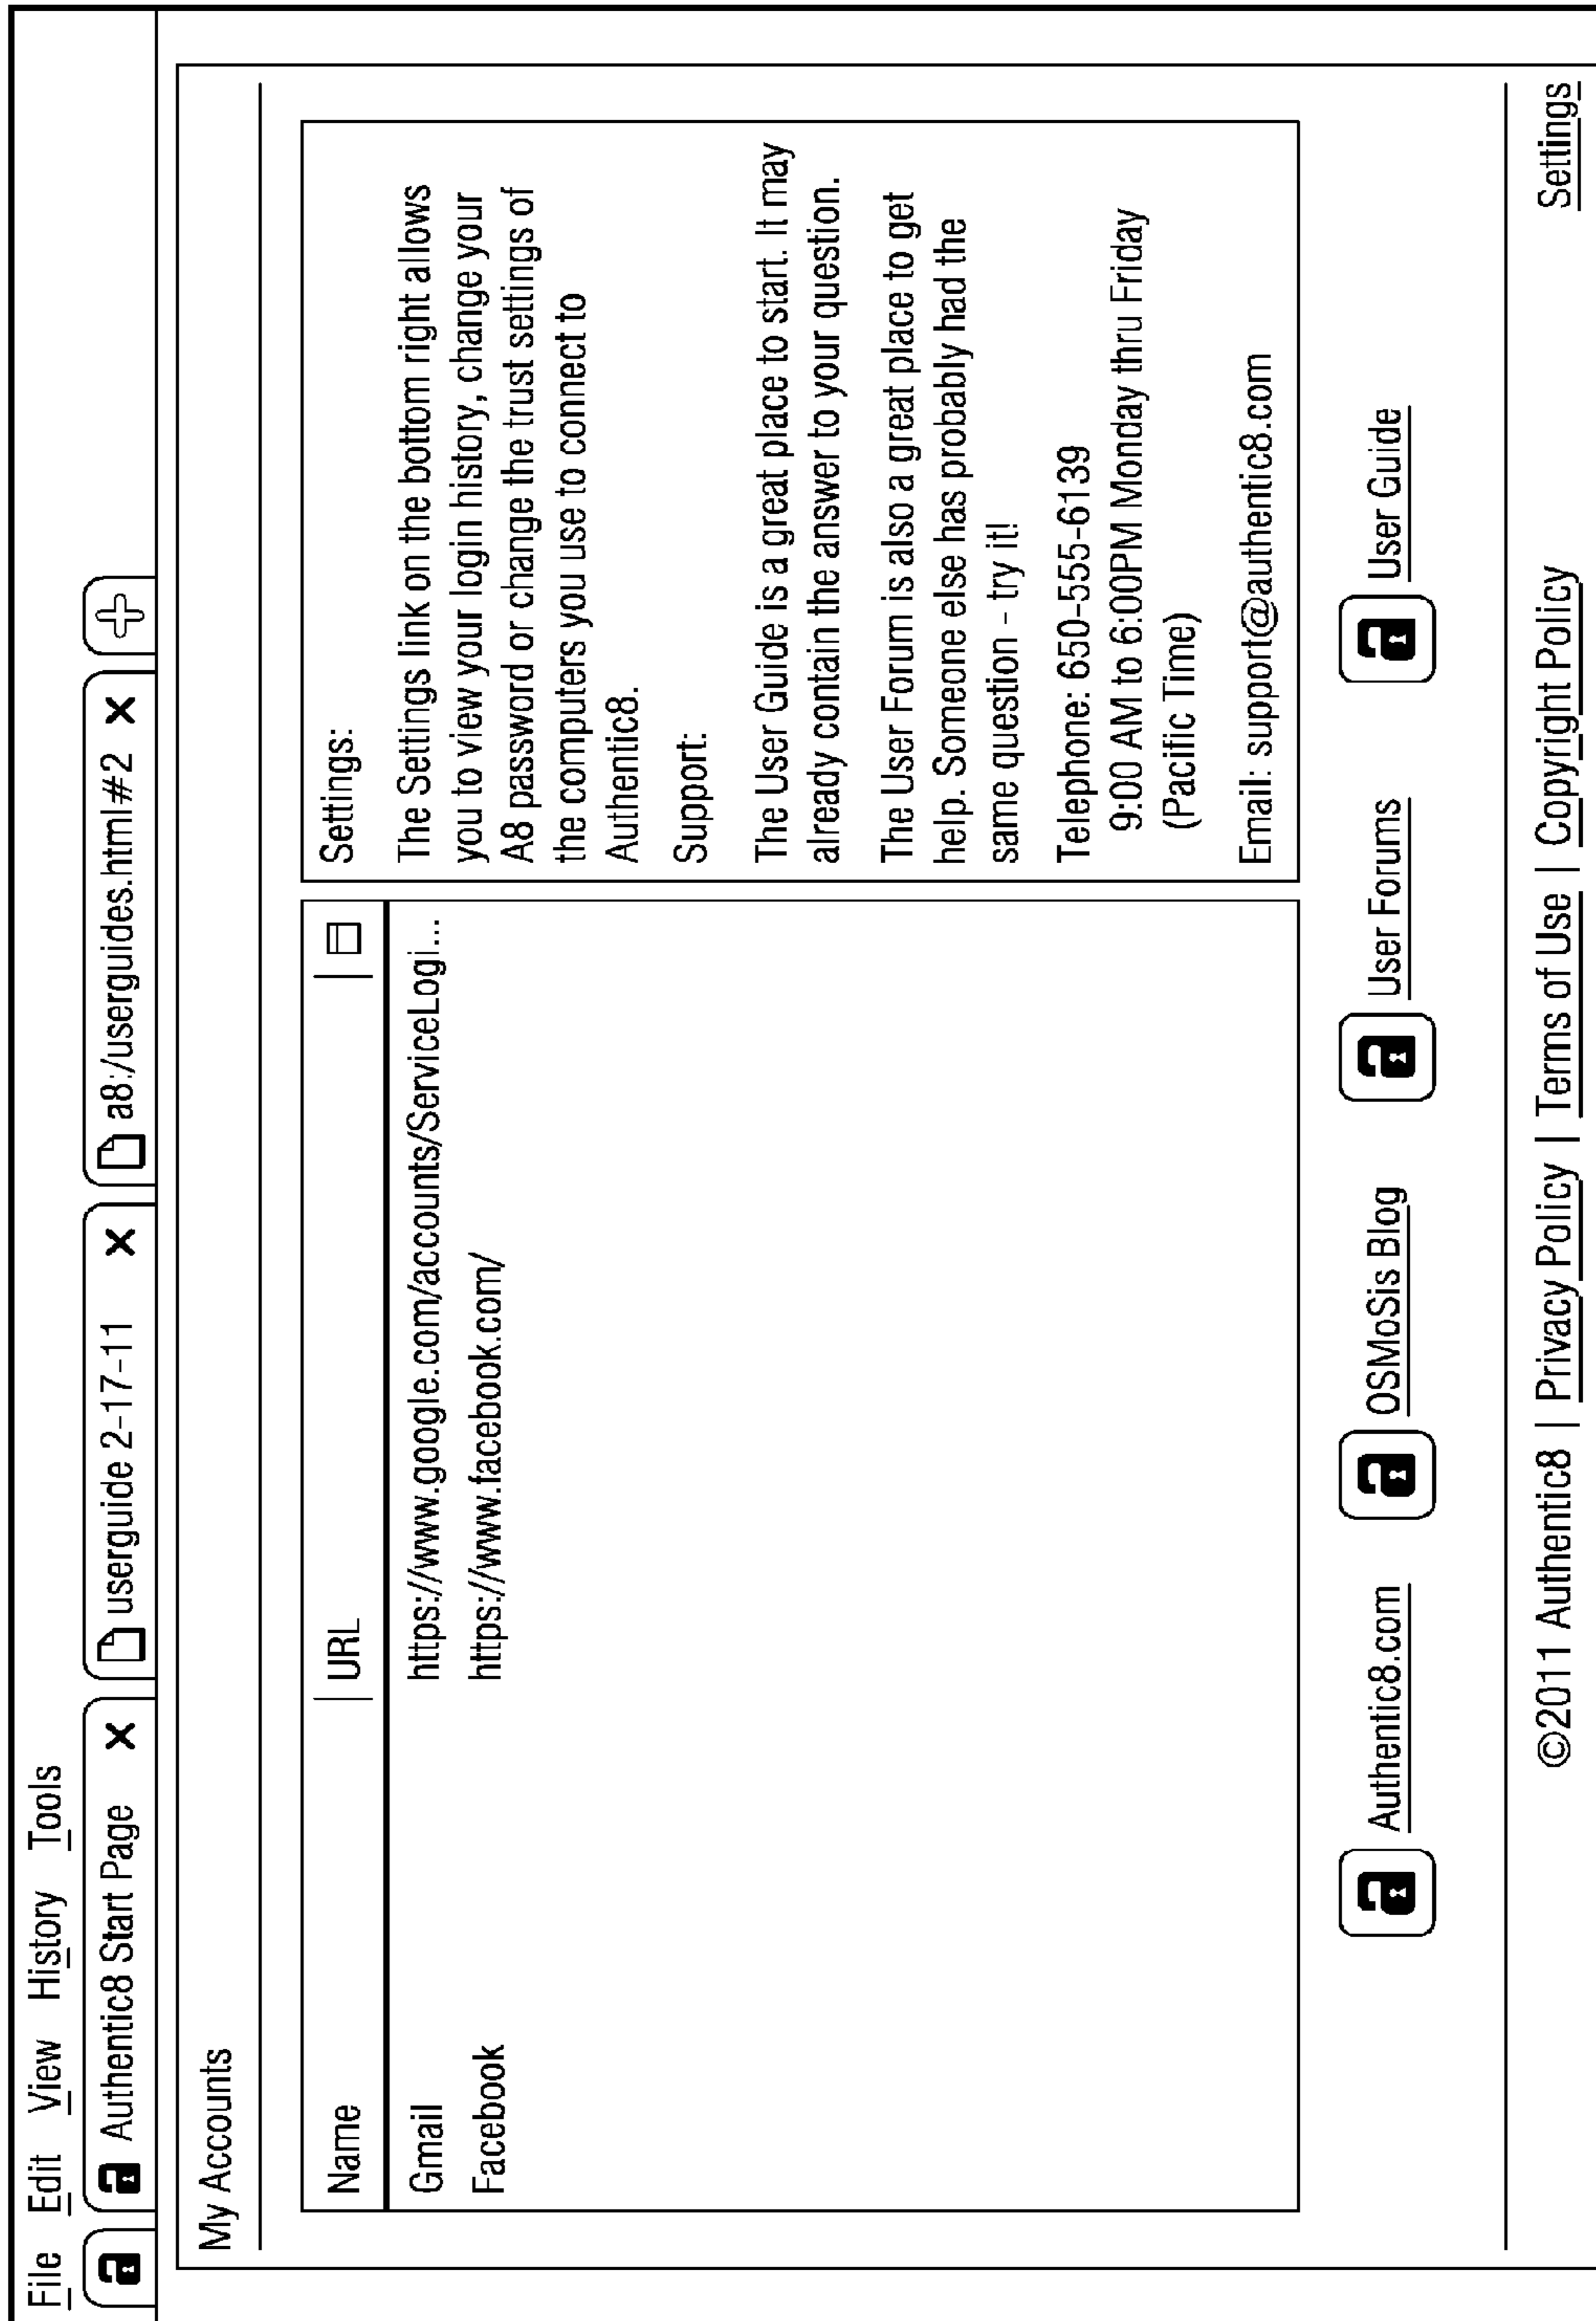 File Edit View History Tools
Authentic8 Start Page X userguide 2-17-11 X a8:/userguides.html#2 X
My Accounts
Name | URL
Gmail https://www.google.com/accounts/ServiceLogi...
Facebook https://www.facebook.com/
Settings:
The Settings link on the bottom right allows
you to view your login history, change your
A8 password or change the trust settings of
the computers you use to connect to
Authentic8.
Support:
The User Guide is a great place to start. It may
already contain the answer to your question.
The User Forum is also a great place to get
help. Someone else has probably had the
same question - try it!
Telephone: 650-555-6139
9:00 AM to 6:00PM Monday thru Friday
(Pacific Time)
Email: support@authentic8.com
Authentic8.com OSMoSis Blog User Forums User Guide
©2011 Authentic8 | Privacy Policy | Terms of Use | Copyright Policy Settings